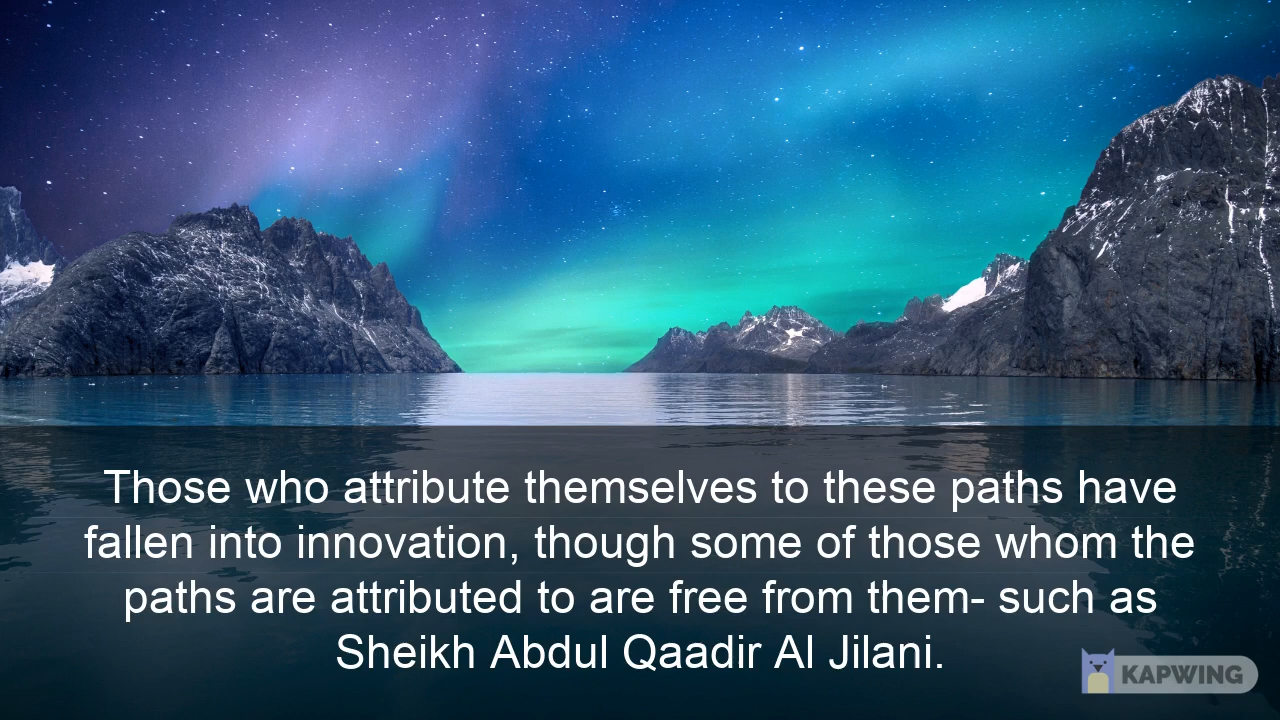 Those who attribute themselves to these paths have
fallen into innovation, though some of those whom the
paths are attributed to are free from them- such as
Sheikh Abdul Qaadir Al Jilani.
KAPWING